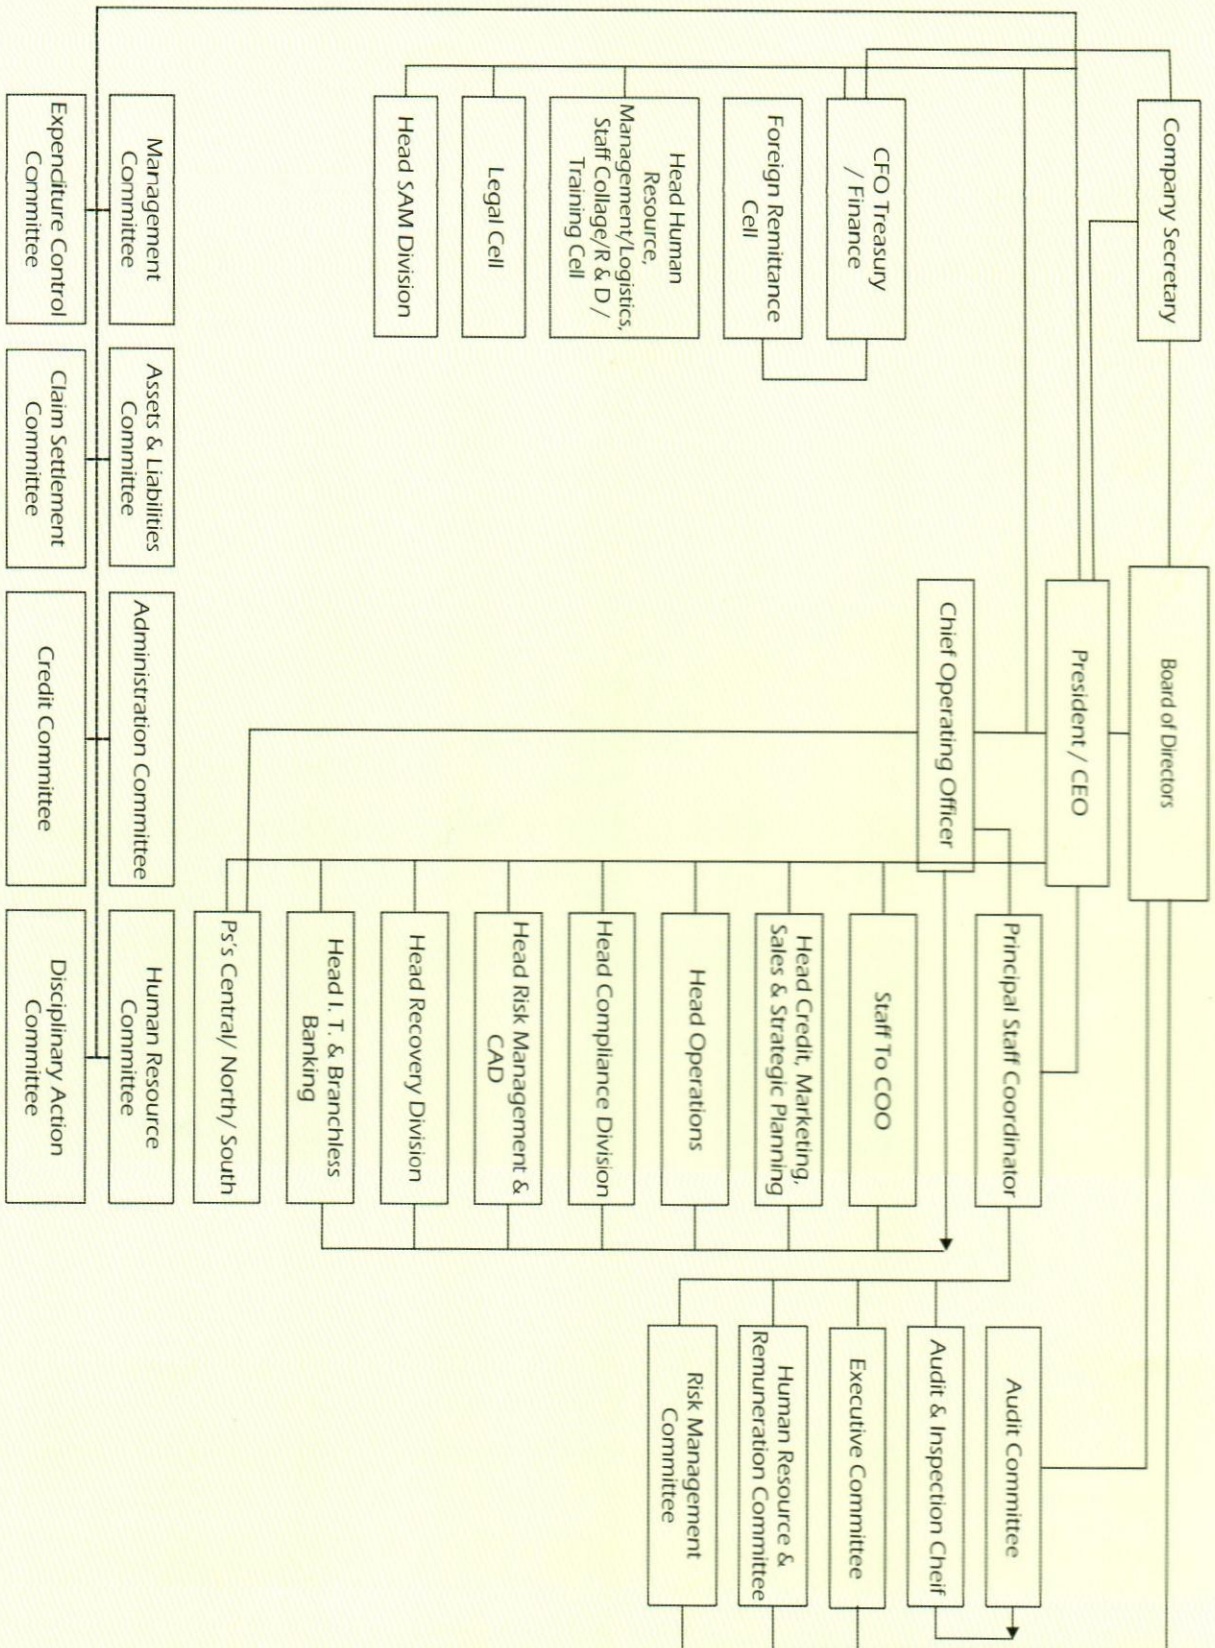 Board of Directors
Company Secretary
President / CEO
Chief Operating Officer
CFO Treasury
/ Finance
Foreign Remittance
Cell
Head Human
Resource,
Management/Logistics,
Staff Collage/R & D /
Training Cell
Legal Cell
Head SAM Division
Principal Staff Coordinator
Staff To COO
Head Credit, Marketing,
Sales & Strategic Planning
Head Operations
Head Compliance Division
Head Risk Management &
CAD
Head Recovery Division
Head I. T. & Branchless
Banking
Ps's Central/ North/ South
Audit Committee
Audit & Inspection Cheif
Executive Committee
Human Resource &
Remuneration Committee
Risk Management
Committee
Management
Committee
Assets & Liabilities
Committee
Administration Committee
Human Resource
Committee
Expenditure Control
Committee
Claim Settlement
Committee
Credit Committee
Disciplinary Action
Committee